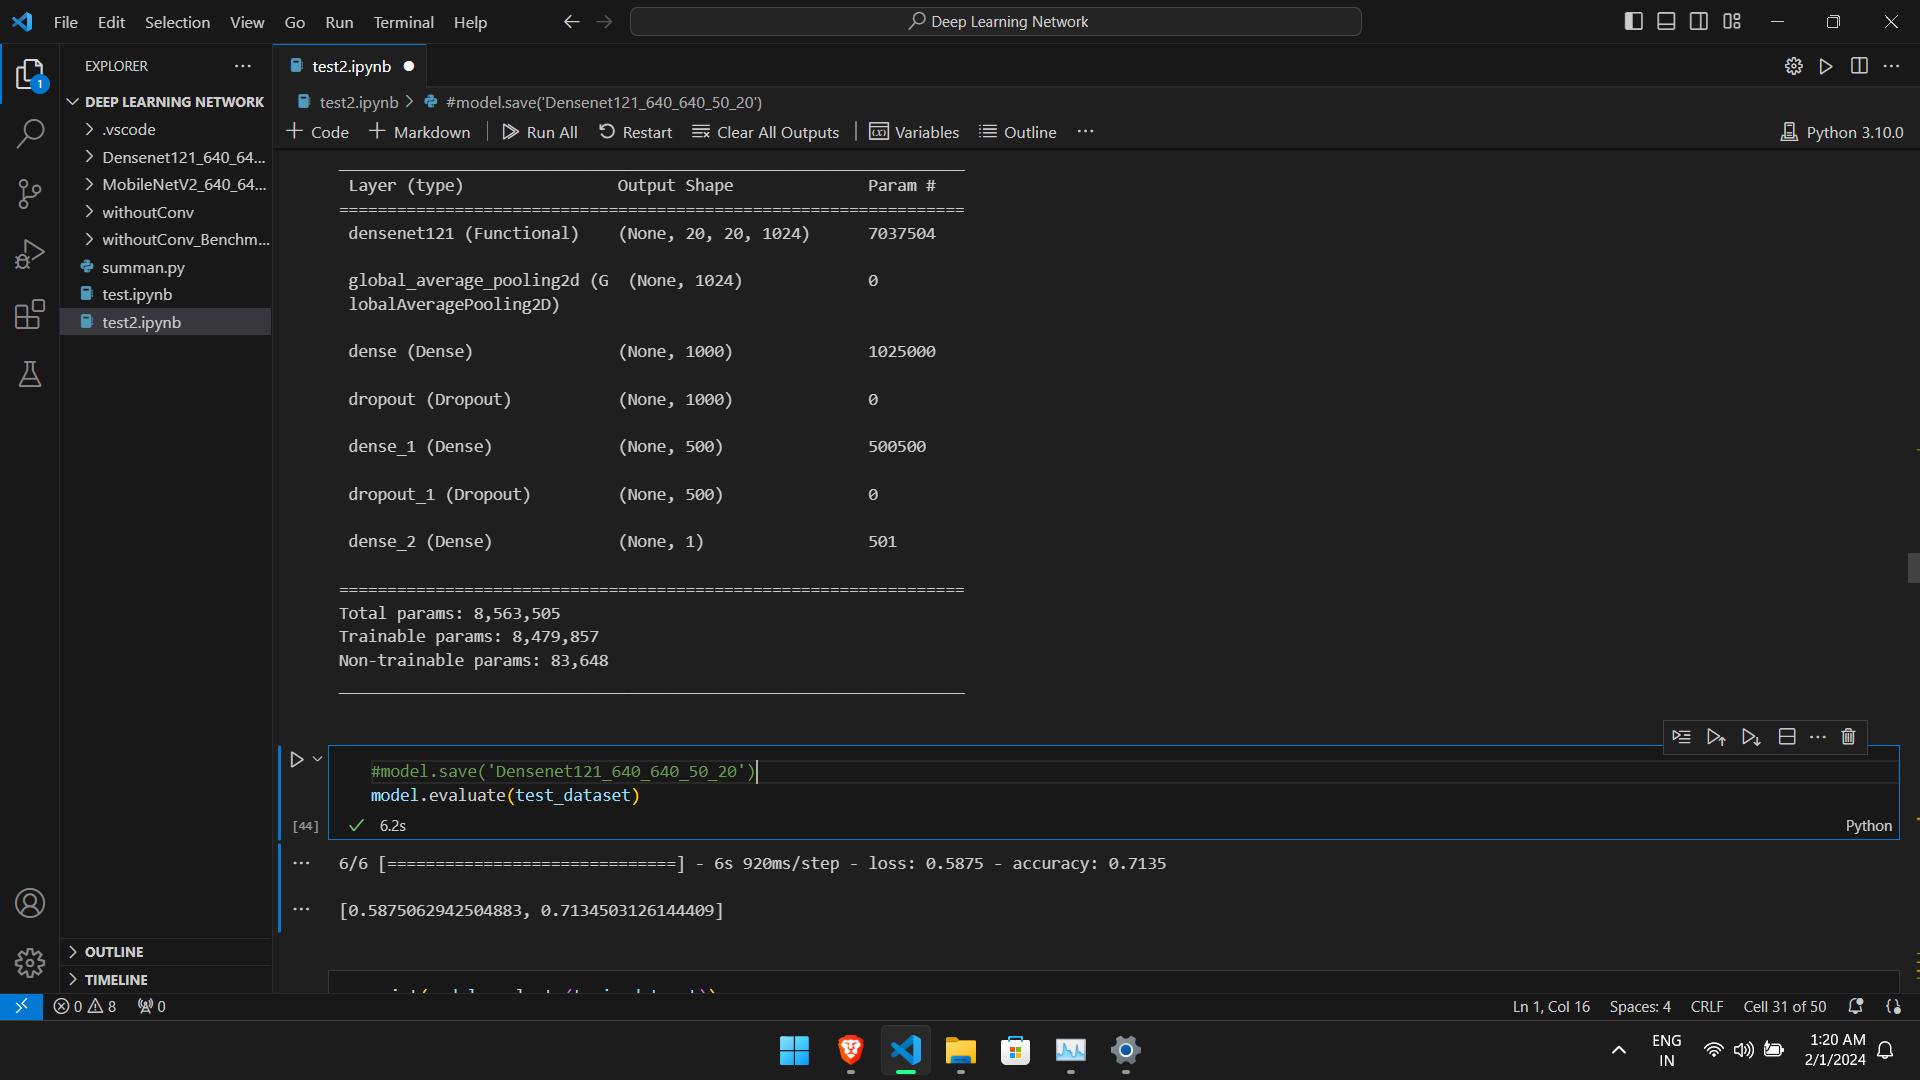 File Edit Selection View Go Run Terminal Help
Deep Learning Network
EXPLORER
test2.ipynb
DEEP LEARNING NETWORK
test2.ipynb > #model.save('Densenet121_640_640_50_20')
Code Markdown Run All Restart Clear All Outputs Variables Outline ...
Python 3.10.0
.vscode
Densenet121_640_64...
MobileNetV2_640_64...
withoutConv
withoutConv_Benchm...
summan.py
test.ipynb
test2.ipynb
Layer (type) Output Shape Param #
=================================================================
densenet121 (Functional) (None, 20, 20, 1024) 7037504
global_average_pooling2d (G (None, 1024) 0
lobalAveragePooling2D)
dense (Dense) (None, 1000) 1025000
dropout (Dropout) (None, 1000) 0
dense_1 (Dense) (None, 500) 500500
dropout_1 (Dropout) (None, 500) 0
dense_2 (Dense) (None, 1) 501
=================================================================
Total params: 8,563,505
Trainable params: 8,479,857
Non-trainable params: 83,648
#model.save('Densenet121_640_640_50_20')
model.evaluate(test_dataset)
[44] 6.2s
Python
6/6 [==============================] - 6s 920ms/step - loss: 0.5875 - accuracy: 0.7135
[0.5875062942504883, 0.7134503126144409]
OUTLINE
TIMELINE
0 8 0
Ln 1, Col 16 Spaces: 4 CRLF Cell 31 of 50
ENG
IN
1:20 AM
2/1/2024
1